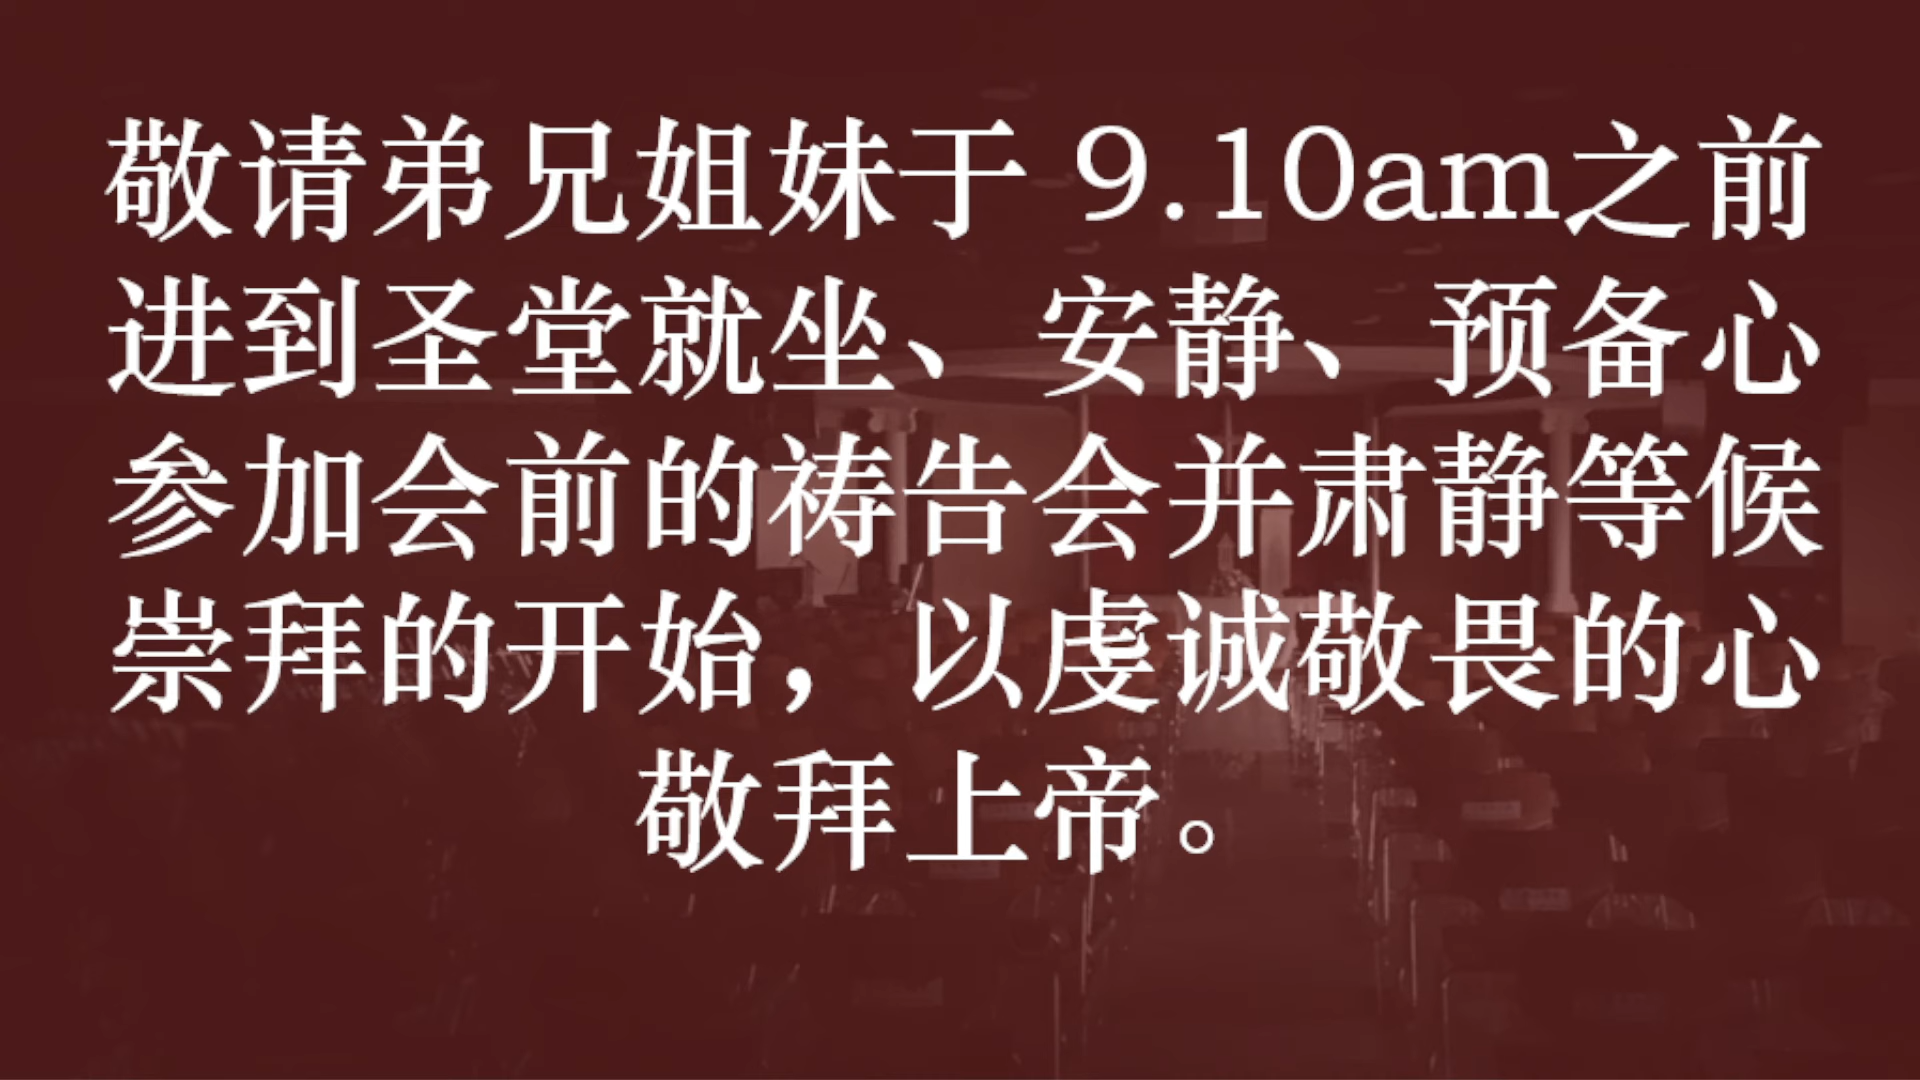 敬请弟兄姐妹于 9.10am之前
进到圣堂就坐、安静、预备心
参加会前的祷告会并肃静等候
崇拜的开始，以虔诚敬畏的心
敬拜上帝。